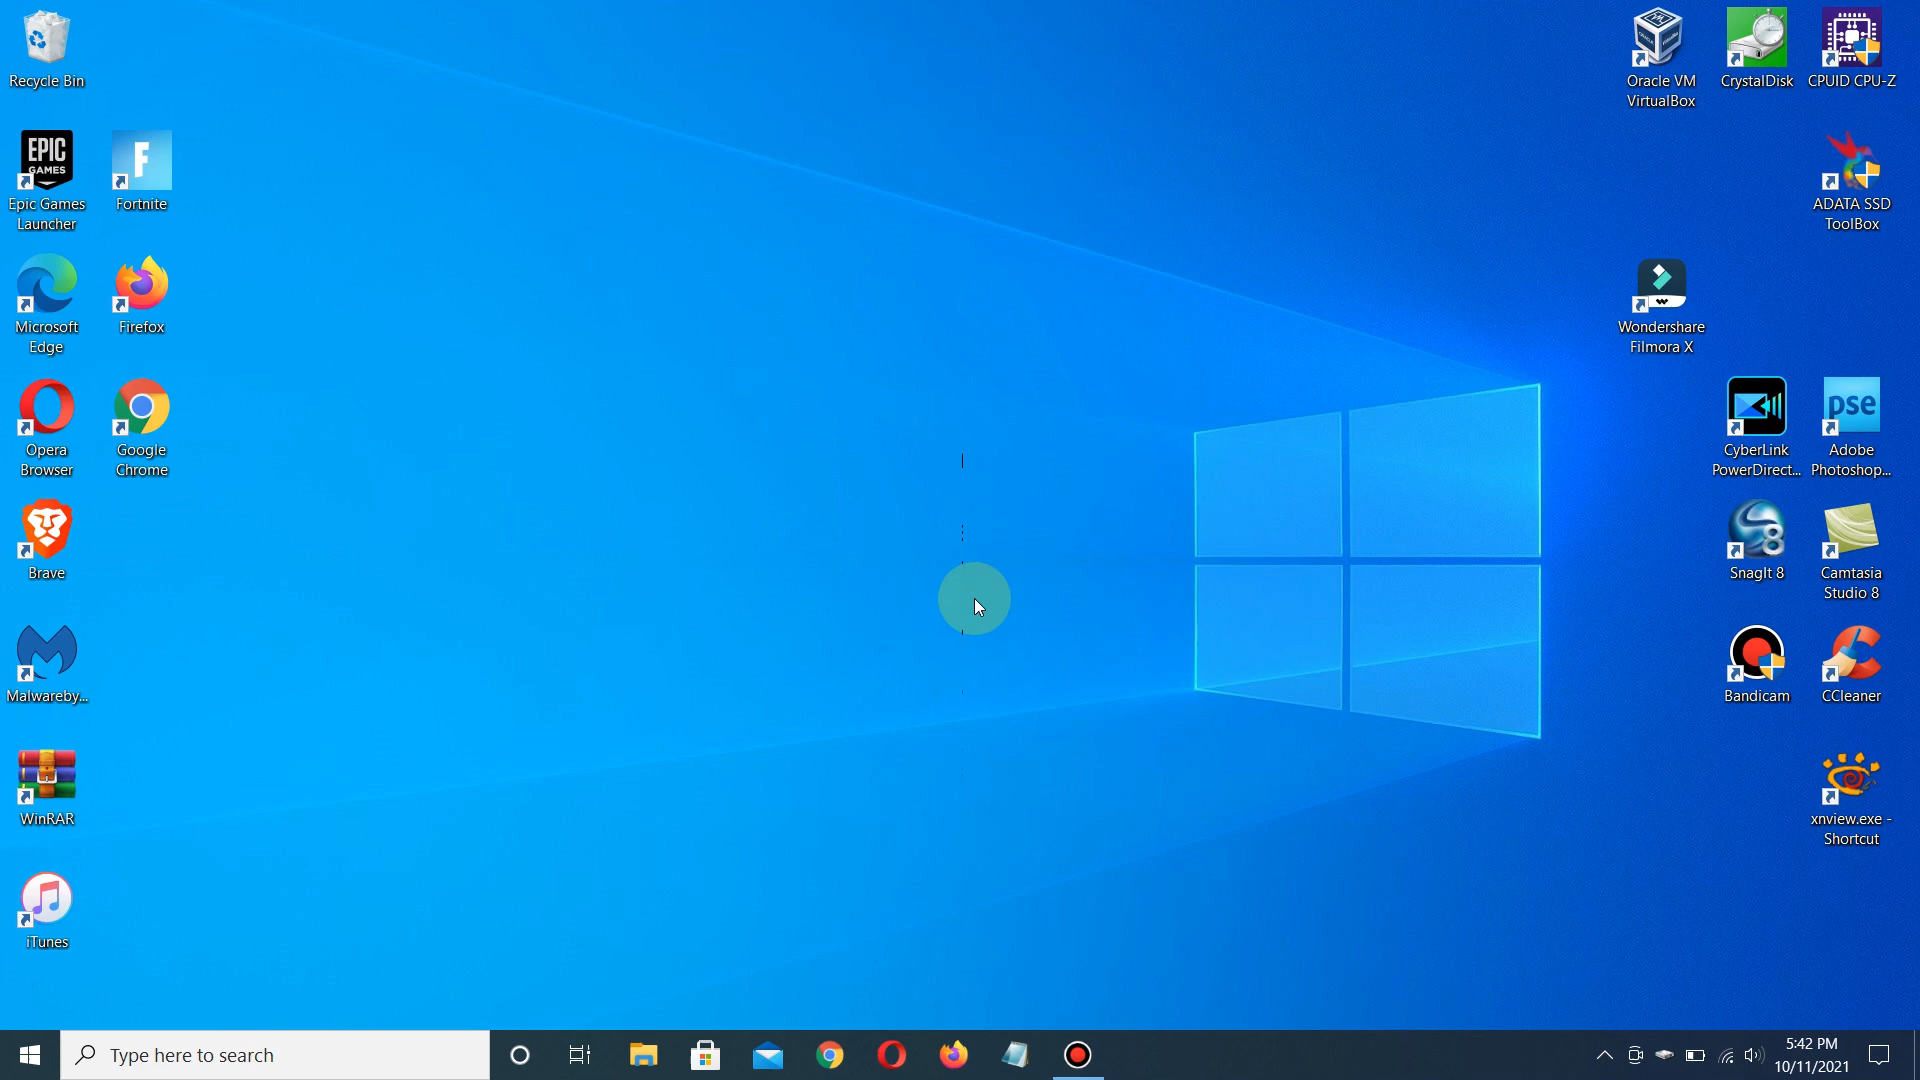 Recycle Bin
EPIC
GAMES
Epic Games
Launcher
F
Fortnite
Microsoft
Edge
Firefox
Opera
Browser
Google
Chrome
Brave
Malwareby...
WinRAR
iTunes
Oracle VM
VirtualBox
CrystalDisk
CPUID CPU-Z
ADATA SSD
ToolBox
Wondershare
Filmora X
CyberLink
PowerDirect...
pse
Adobe
Photoshop...
S 8
SnagIt 8
Camtasia
Studio 8
Bandicam
CCleaner
xnview.exe -
Shortcut
Type here to search
5:42 PM
10/11/2021